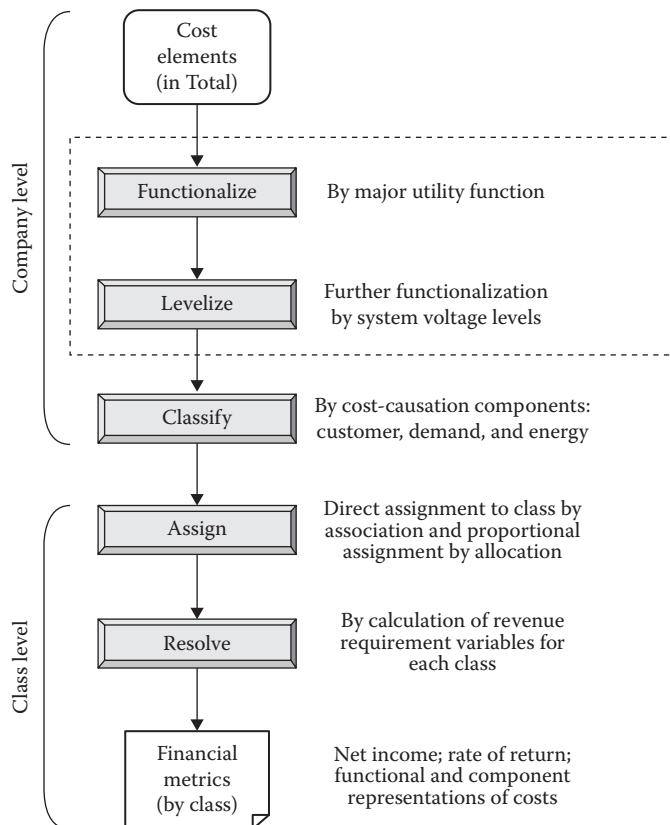 Cost
elements
(in Total)
Company level
Functionalize
By major utility function
Levelize
Further functionalization
by system voltage levels
Classify
By cost-causation components:
customer, demand, and energy
Class level
Assign
Direct assignment to class by
association and proportional
assignment by allocation
Resolve
By calculation of revenue
requirement variables for
each class
Financial
metrics
(by class)
Net income; rate of return;
functional and component
representations of costs